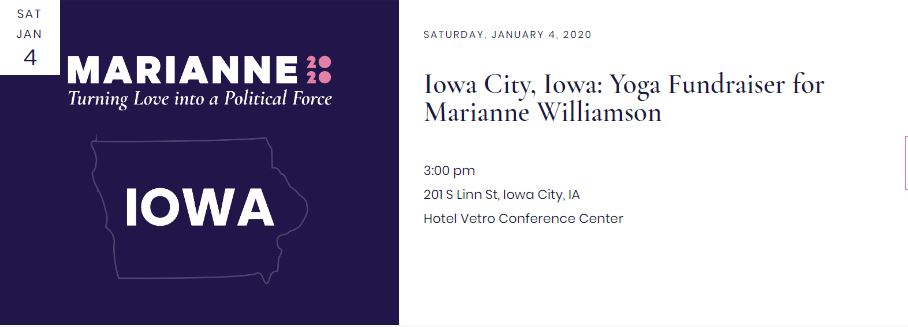 SAT
JAN
4
MARIANNE 2020
Turning Love into a Political Force
IOWA
SATURDAY, JANUARY 4, 2020
Iowa City, Iowa: Yoga Fundraiser for
Marianne Williamson
3:00 pm
201 S Linn St, Iowa City, IA
Hotel Vetro Conference Center